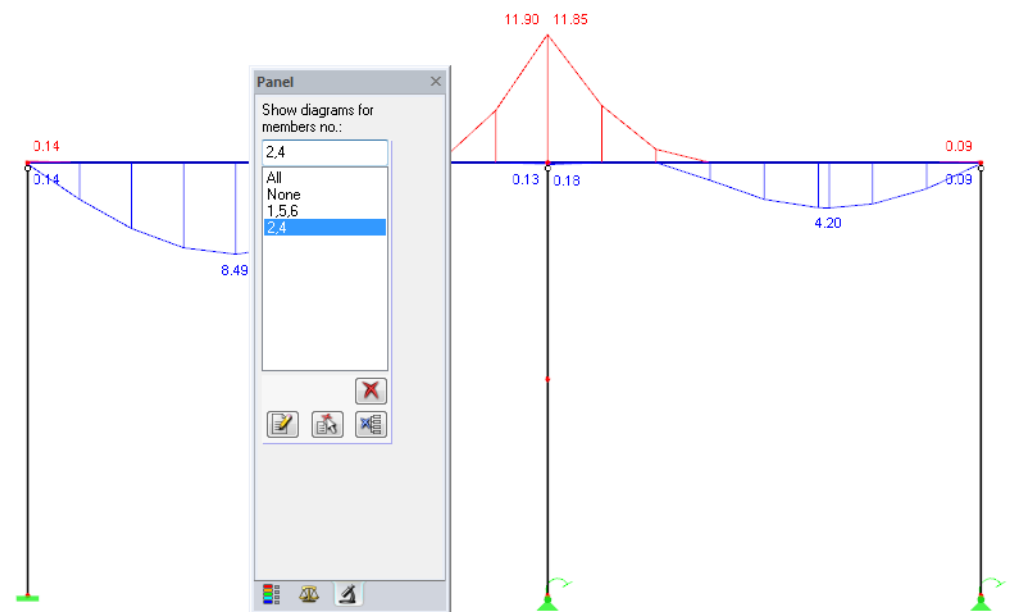 11.90 11.85
Panel
Show diagrams for
members no.:
2,4
All
None
1,5,6
2,4
0.14
0.14
8.49
0.13 0.18
4.20
0.09
0.09